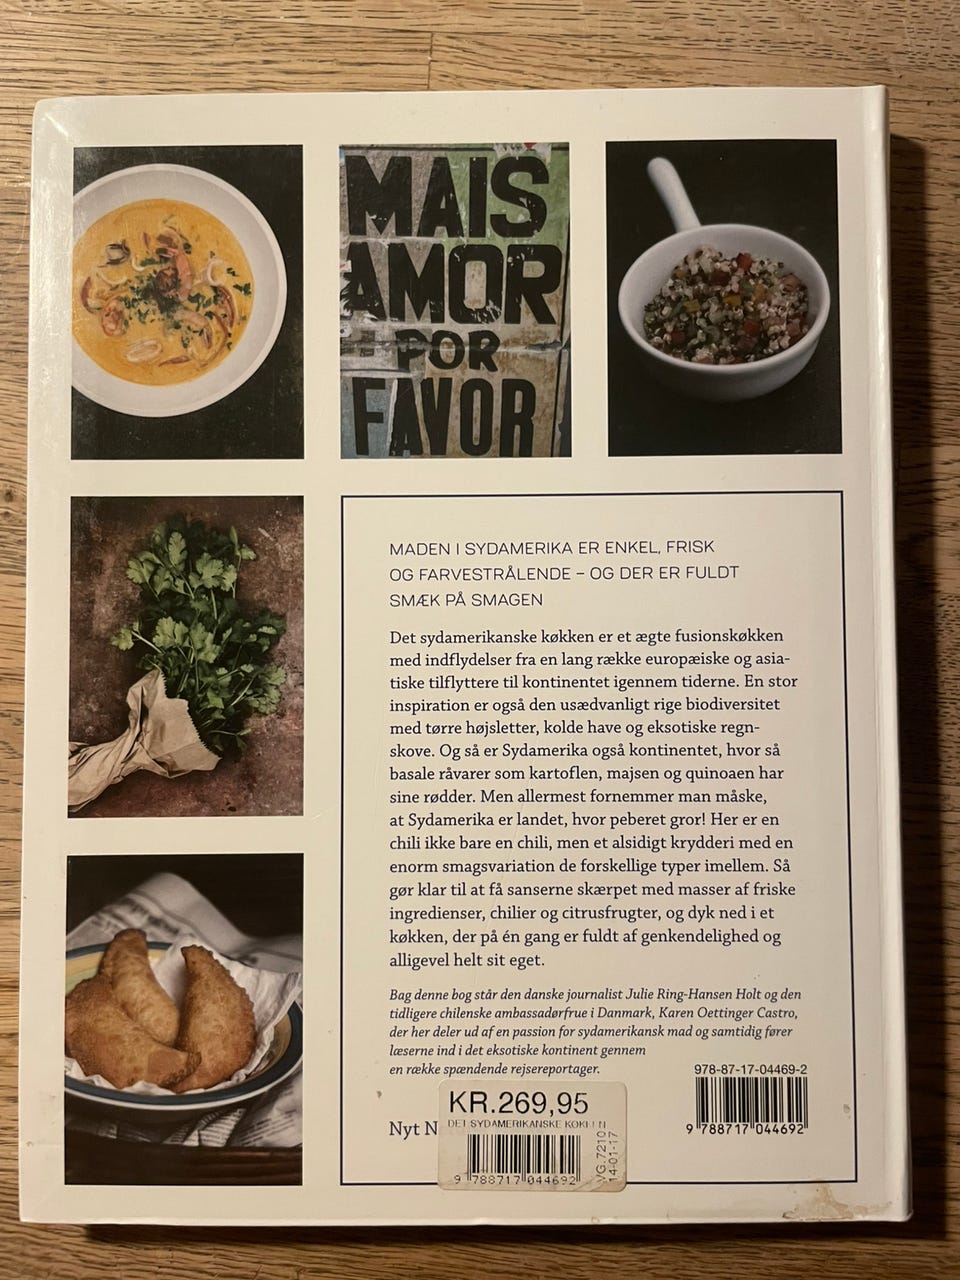 MAIS
AMOR
POR
FAVOR
MADEN I SYDAMERIKA ER ENKEL, FRISK
OG FARVESTRÅLENDE – OG DER ER FULDT
SMÆK PÅ SMAGEN
Det sydamerikanske køkken er et ægte fusionskøkken
med indflydelser fra en lang række europæiske og asia-
tiske tilflyttere til kontinentet igennem tiderne. En stor
inspiration er også den usædvanligt rige biodiversitet
med tørre højsletter, kolde have og eksotiske regn-
skove. Og så er Sydamerika også kontinentet, hvor så
basale råvarer som kartoflen, majsen og quinoaen har
sine rødder. Men allermest fornemmer man måske,
at Sydamerika er landet, hvor peberet gror! Her er en
chili ikke bare en chili, men et alsidigt krydderi med en
enorm smagsvariation de forskellige typer imellem. Så
gør klar til at få sanserne skærpet med masser af friske
ingredienser, chilier og citrusfrugter, og dyk ned i et
køkken, der på én gang er fuldt af genkendelighed og
alligevel helt sit eget.
Bag denne bog står den danske journalist Julie Ring-Hansen Holt og den
tidligere chilenske ambassadørfrue i Danmark, Karen Oettinger Castro,
der her deler ud af en passion for sydamerikansk mad og samtidig fører
læserne ind i det eksotiske kontinent gennem
en række spændende rejsereportager.
978-87-17-04469-2
9 788717 044692
Nyt
KR.269,95
DET SYDAMERIKANSKE
9 788717 044692
VG.7210
14-01-17